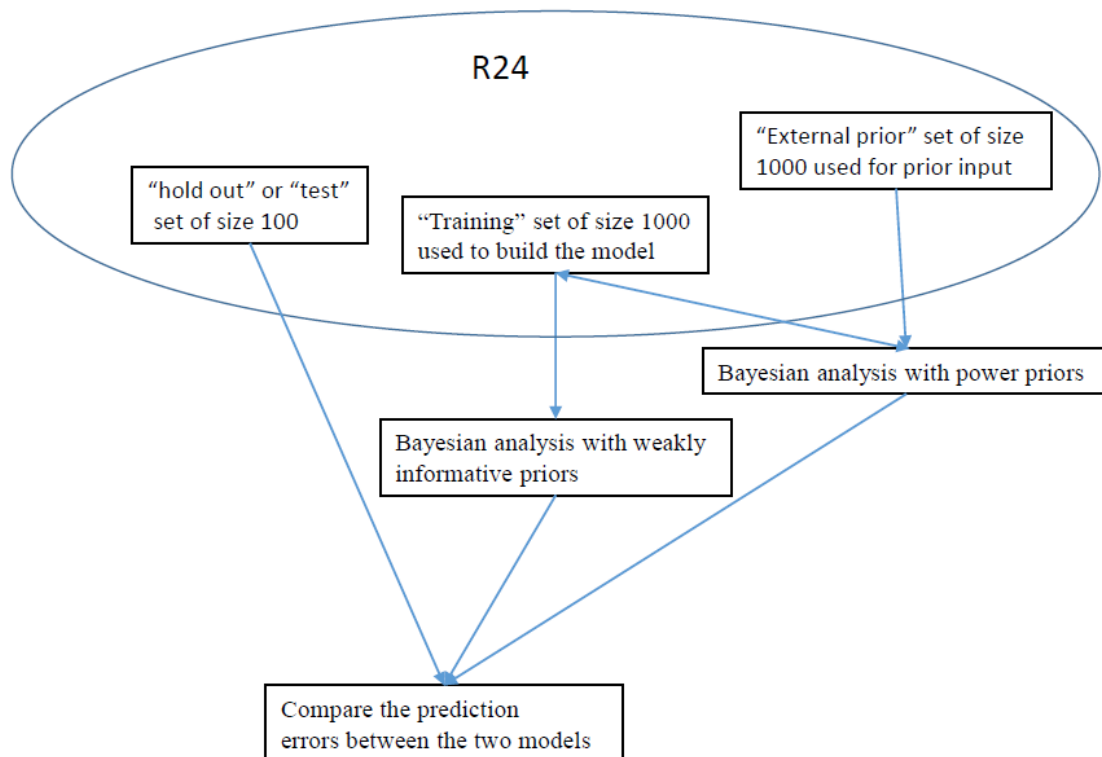 R24
“External prior” set of size
1000 used for prior input
“hold out” or “test”
set of size 100
“Training” set of size 1000
used to build the model
Bayesian analysis with power priors
Bayesian analysis with weakly
informative priors
Compare the prediction
errors between the two models